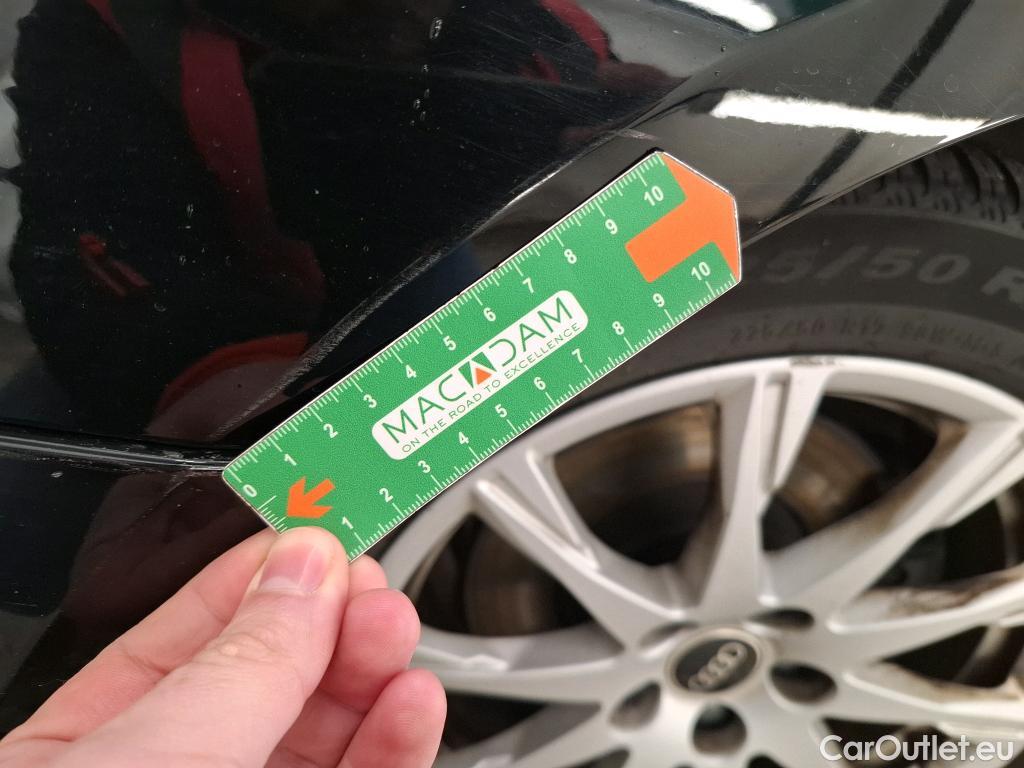 5/50 R
0 1 2 3 4 5 6 7 8 9 10
MACADAM
ON THE ROAD TO EXCELLENCE
1 2 3 4 5 6 7 8 9 10
CarOutlet.eu